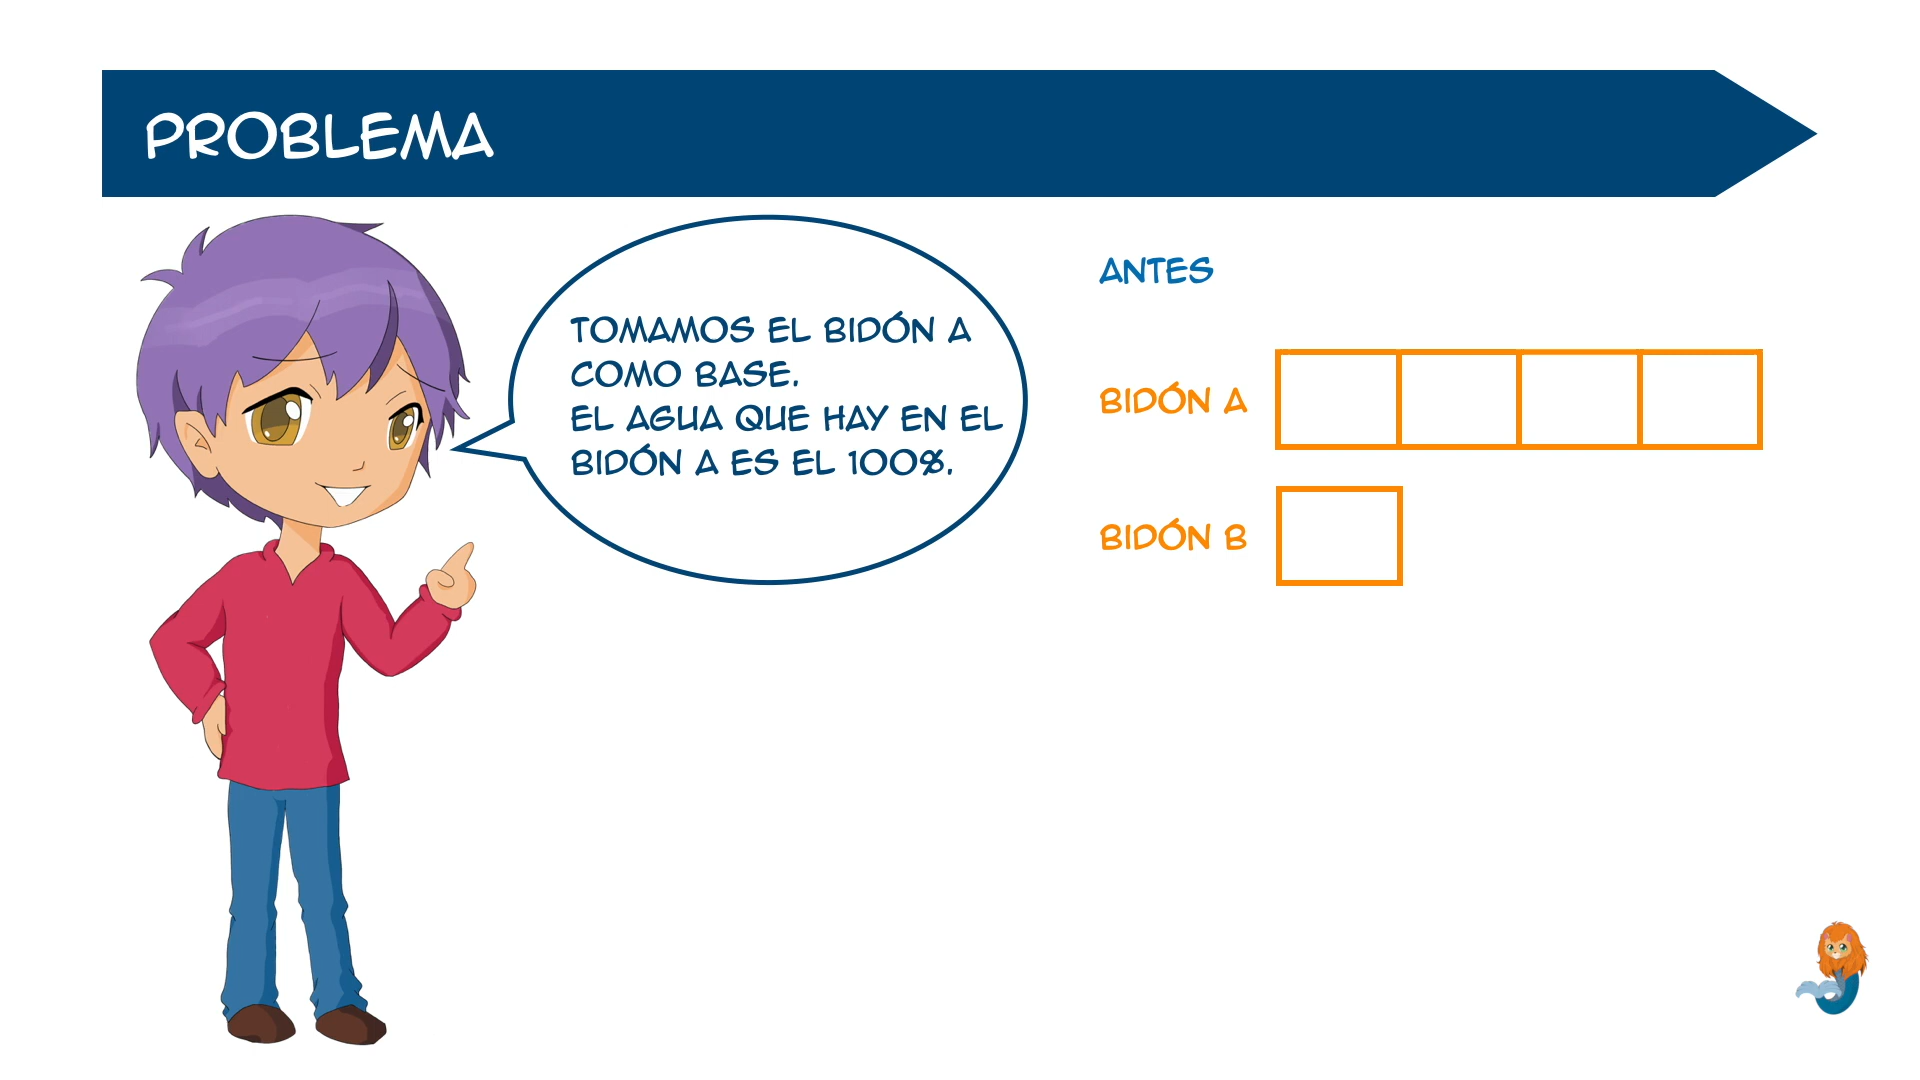 PROBLEMA
TOMAMOS EL BIDÓN A
COMO BASE.
EL AGUA QUE HAY EN EL
BIDÓN A ES EL 100%.
ANTES
BIDÓN A
BIDÓN B